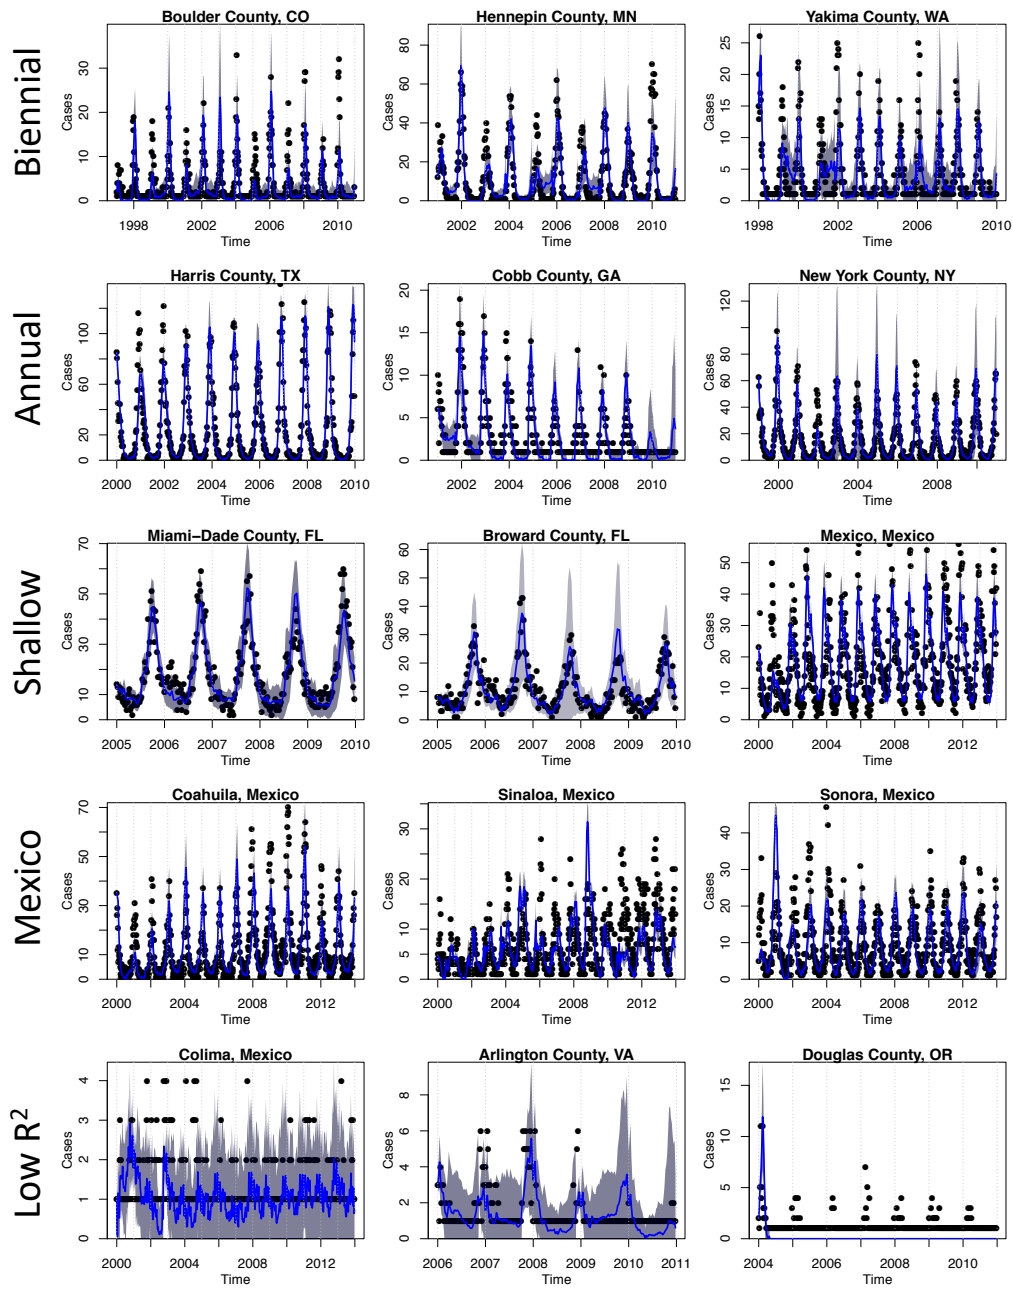 Biennial
Boulder County, CO
Cases
0 10 20 30
1998 2002 2006 2010
Time
Hennepin County, MN
Cases
0 20 40 60 80
2002 2004 2006 2008 2010
Time
Yakima County, WA
Cases
0 5 10 15 20 25
1998 2002 2006 2010
Time
Annual
Harris County, TX
Cases
0 20 60 100
2000 2002 2004 2006 2008 2010
Time
Cobb County, GA
Cases
0 5 10 15 20
2002 2004 2006 2008 2010
Time
New York County, NY
Cases
0 20 40 60 80 120
2000 2004 2008
Time
Shallow
Miami–Dade County, FL
Cases
0 10 30 50 70
2005 2006 2007 2008 2009 2010
Time
Broward County, FL
Cases
0 10 20 30 40 50 60
2005 2006 2007 2008 2009 2010
Time
Mexico, Mexico
Cases
0 10 20 30 40 50
2000 2004 2008 2012
Time
Mexico
Coahuila, Mexico
Cases
0 10 30 50 70
2000 2004 2008 2012
Time
Sinaloa, Mexico
Cases
0 5 10 20 30
2000 2004 2008 2012
Time
Sonora, Mexico
Cases
0 10 20 30 40
2000 2004 2008 2012
Time
Low R²
Colima, Mexico
Cases
0 1 2 3 4
2000 2004 2008 2012
Time
Arlington County, VA
Cases
0 2 4 6 8
2006 2007 2008 2009 2010 2011
Time
Douglas County, OR
Cases
0 5 10 15
2004 2006 2008 2010
Time